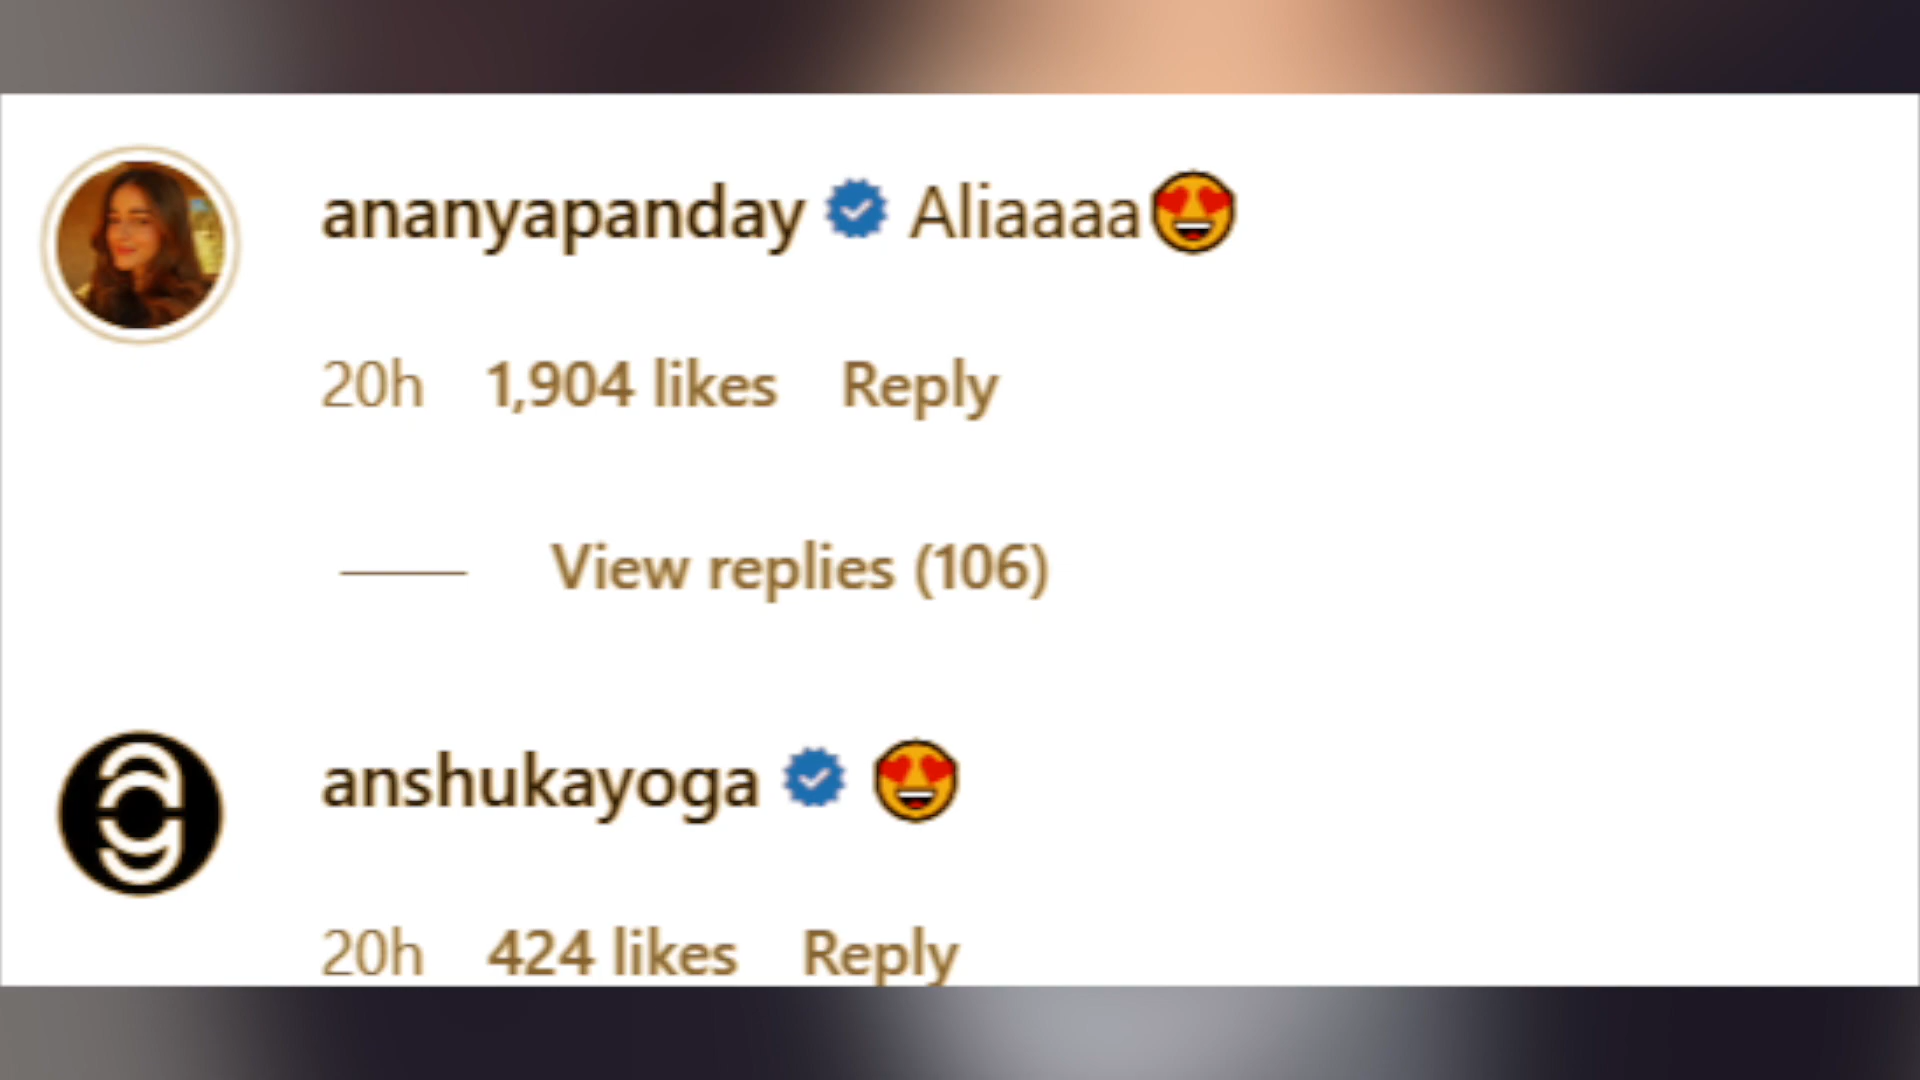 ananyapanday Aliaaaa😍
20h 1,904 likes Reply
View replies (106)
anshukayoga 😍
20h 424 likes Reply